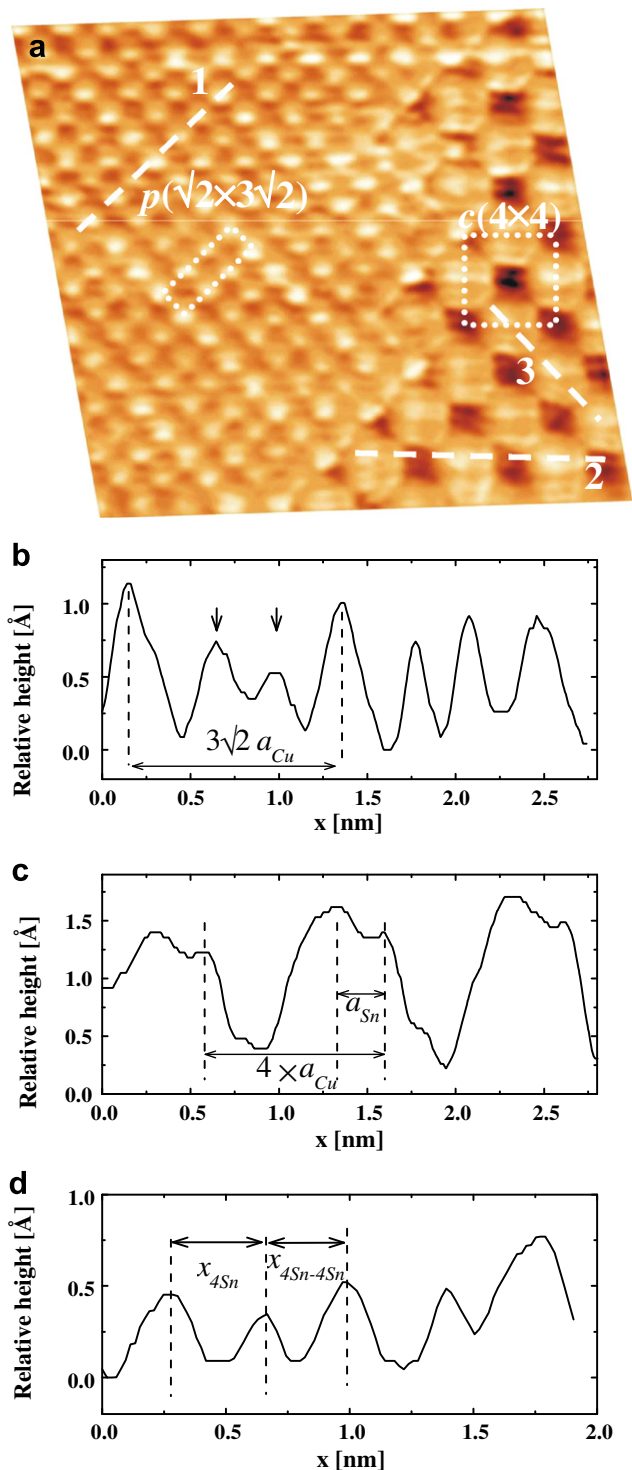 a
1
p(√2×3√2)
c(4×4)
3
2
b
Relative height [Å]
1.0
0.5
0.0
3√2 a_Cu
0.0 0.5 1.0 1.5 2.0 2.5
x [nm]
c
Relative height [Å]
1.5
1.0
0.5
0.0
a_Sn
4 × a_Cu
0.0 0.5 1.0 1.5 2.0 2.5
x [nm]
d
Relative height [Å]
1.0
0.5
0.0
x_4Sn x_4Sn-4Sn
0.0 0.5 1.0 1.5 2.0
x [nm]